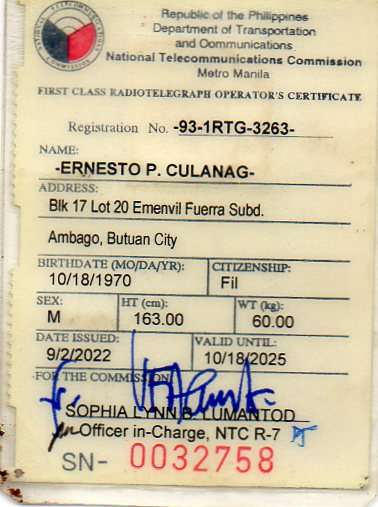 Republic of the Philippines
Department of Transportation
and Communications
National Telecommunications Commission
Metro Manila
FIRST CLASS RADIOTELEGRAPH OPERATOR'S CERTIFICATE
Registration No. -93-1RTG-3263-
NAME:
-ERNESTO P. CULANAG-
ADDRESS:
Blk 17 Lot 20 Emenvil Fuerra Subd.
Ambago, Butuan City
BIRTHDATE (MO/DA/YR): CITIZENSHIP:
10/18/1970 Fil
SEX: HT (cm): WT (kg):
M 163.00 60.00
DATE ISSUED: VALID UNTIL:
9/2/2022 10/18/2025
FOR THE COMMISSION
SOPHIA LYNN B. LUMANTOD
Officer in-Charge, NTC R-7
SN- 0032758